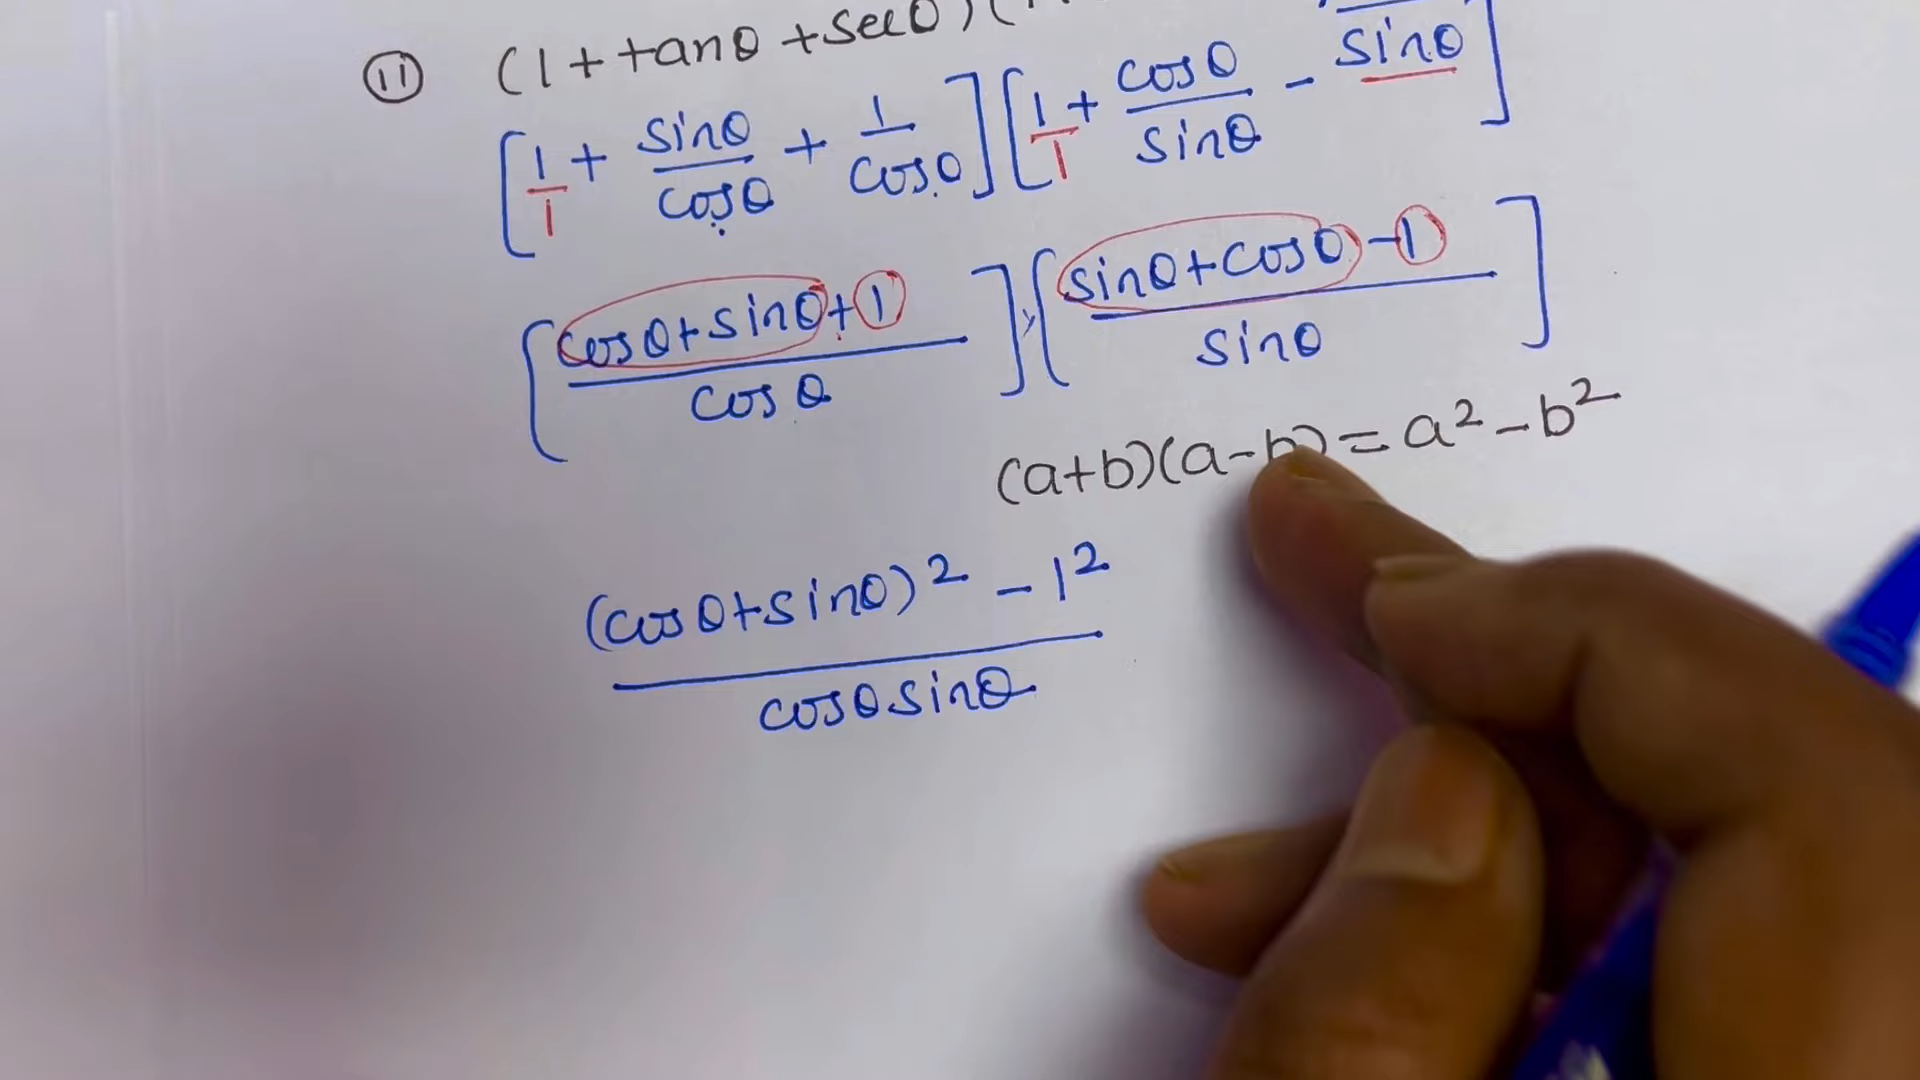 (ii) (1 + tanθ + secθ)(
[1/1 + sinθ/cosθ + 1/cosθ] [1/1 + cosθ/sinθ - /sinθ]
[cosθ + sinθ + 1/cosθ] × [sinθ + cosθ - 1/sinθ]
(a+b)(a-b) = a² - b²
(cosθ + sinθ)² - 1²
cosθ sinθ